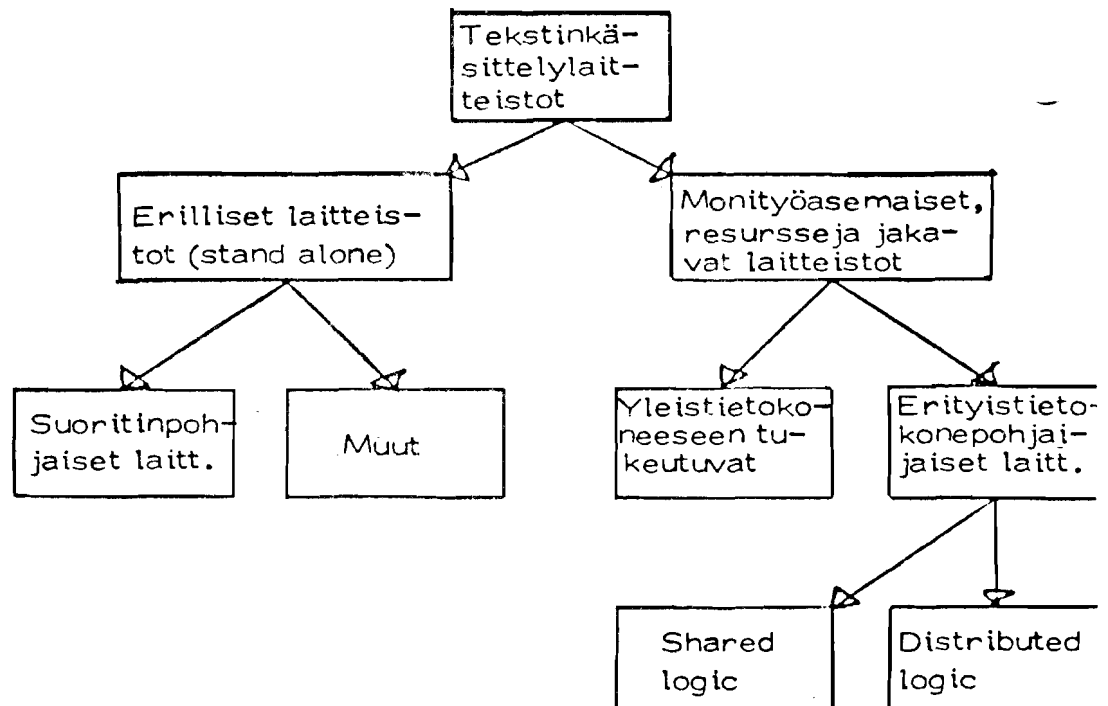 Tekstinkä-
sittelylait-
teistot
Erilliset laitteis-
tot (stand alone)
Monityöasemaiset,
resursseja jaka-
vat laitteistot
Suoritinpoh-
jaiset laitt.
Muut
Yleistietoko-
neeseen tu-
keutuvat
Erityistieto-
konepohjai-
jaiset laitt.
Shared
logic
Distributed
logic